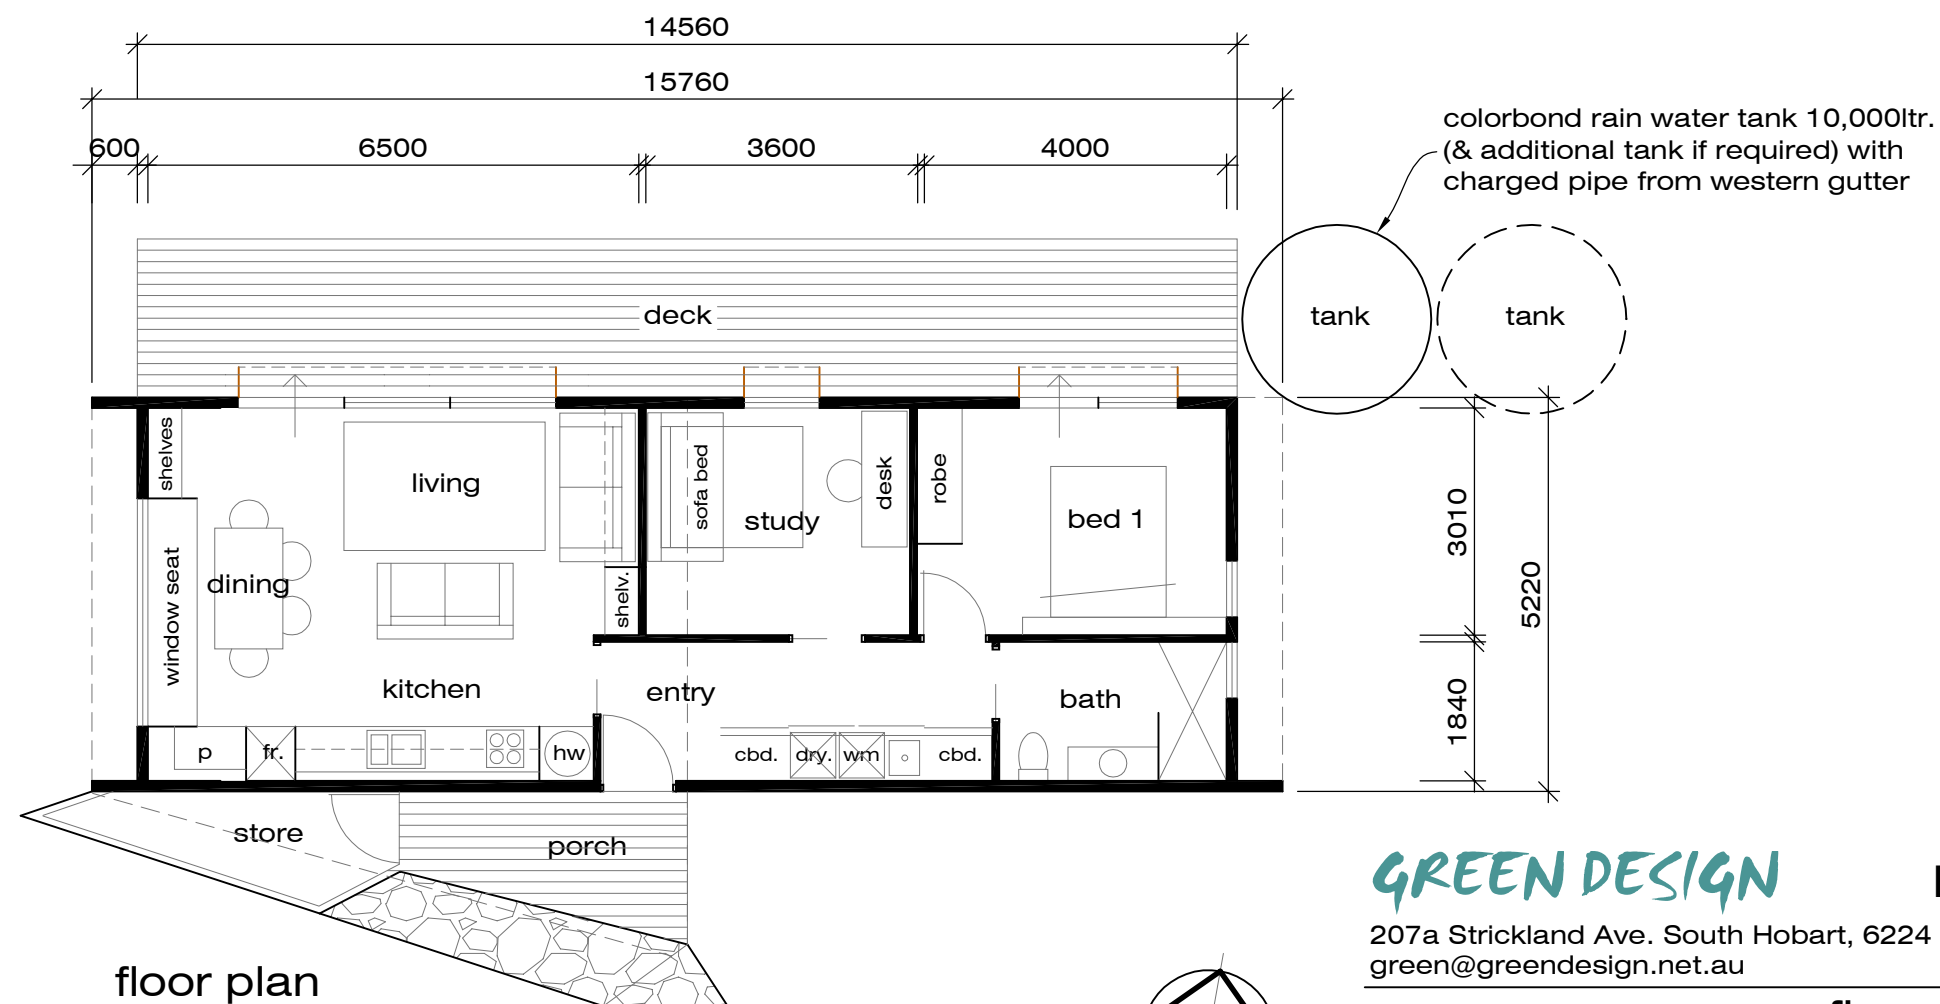 14560
15760
600
6500
3600
4000
colorbond rain water tank 10,000ltr.
(& additional tank if required) with
charged pipe from western gutter
deck
tank
tank
shelves
living
sofa bed
study
desk
robe
bed 1
3010
5220
window seat
dining
shelv.
kitchen
entry
bath
1840
p
fr.
hw
cbd.
dry.
wm
cbd.
store
porch
GREEN DESIGN
207a Strickland Ave. South Hobart, 6224
green@greendesign.net.au
floor plan